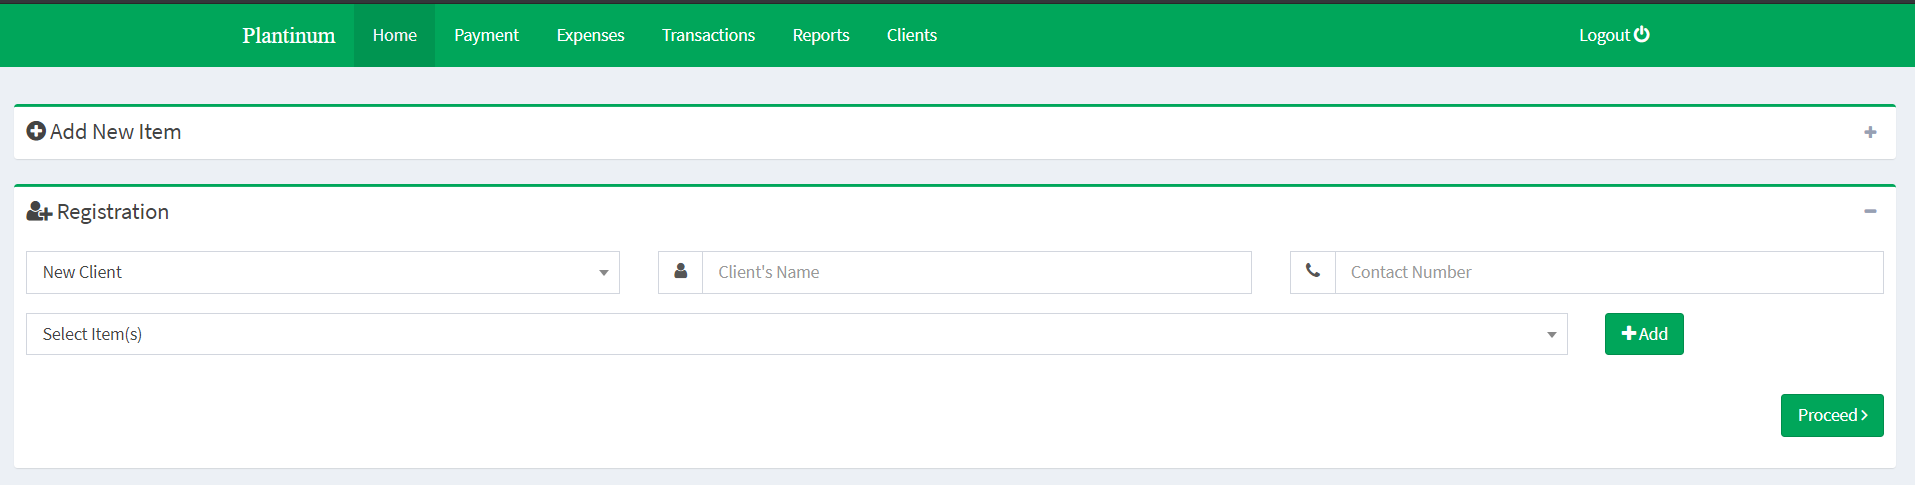 Plantinum Home Payment Expenses Transactions Reports Clients Logout
Add New Item
Registration
New Client Client's Name Contact Number
Select Item(s) Add
Proceed